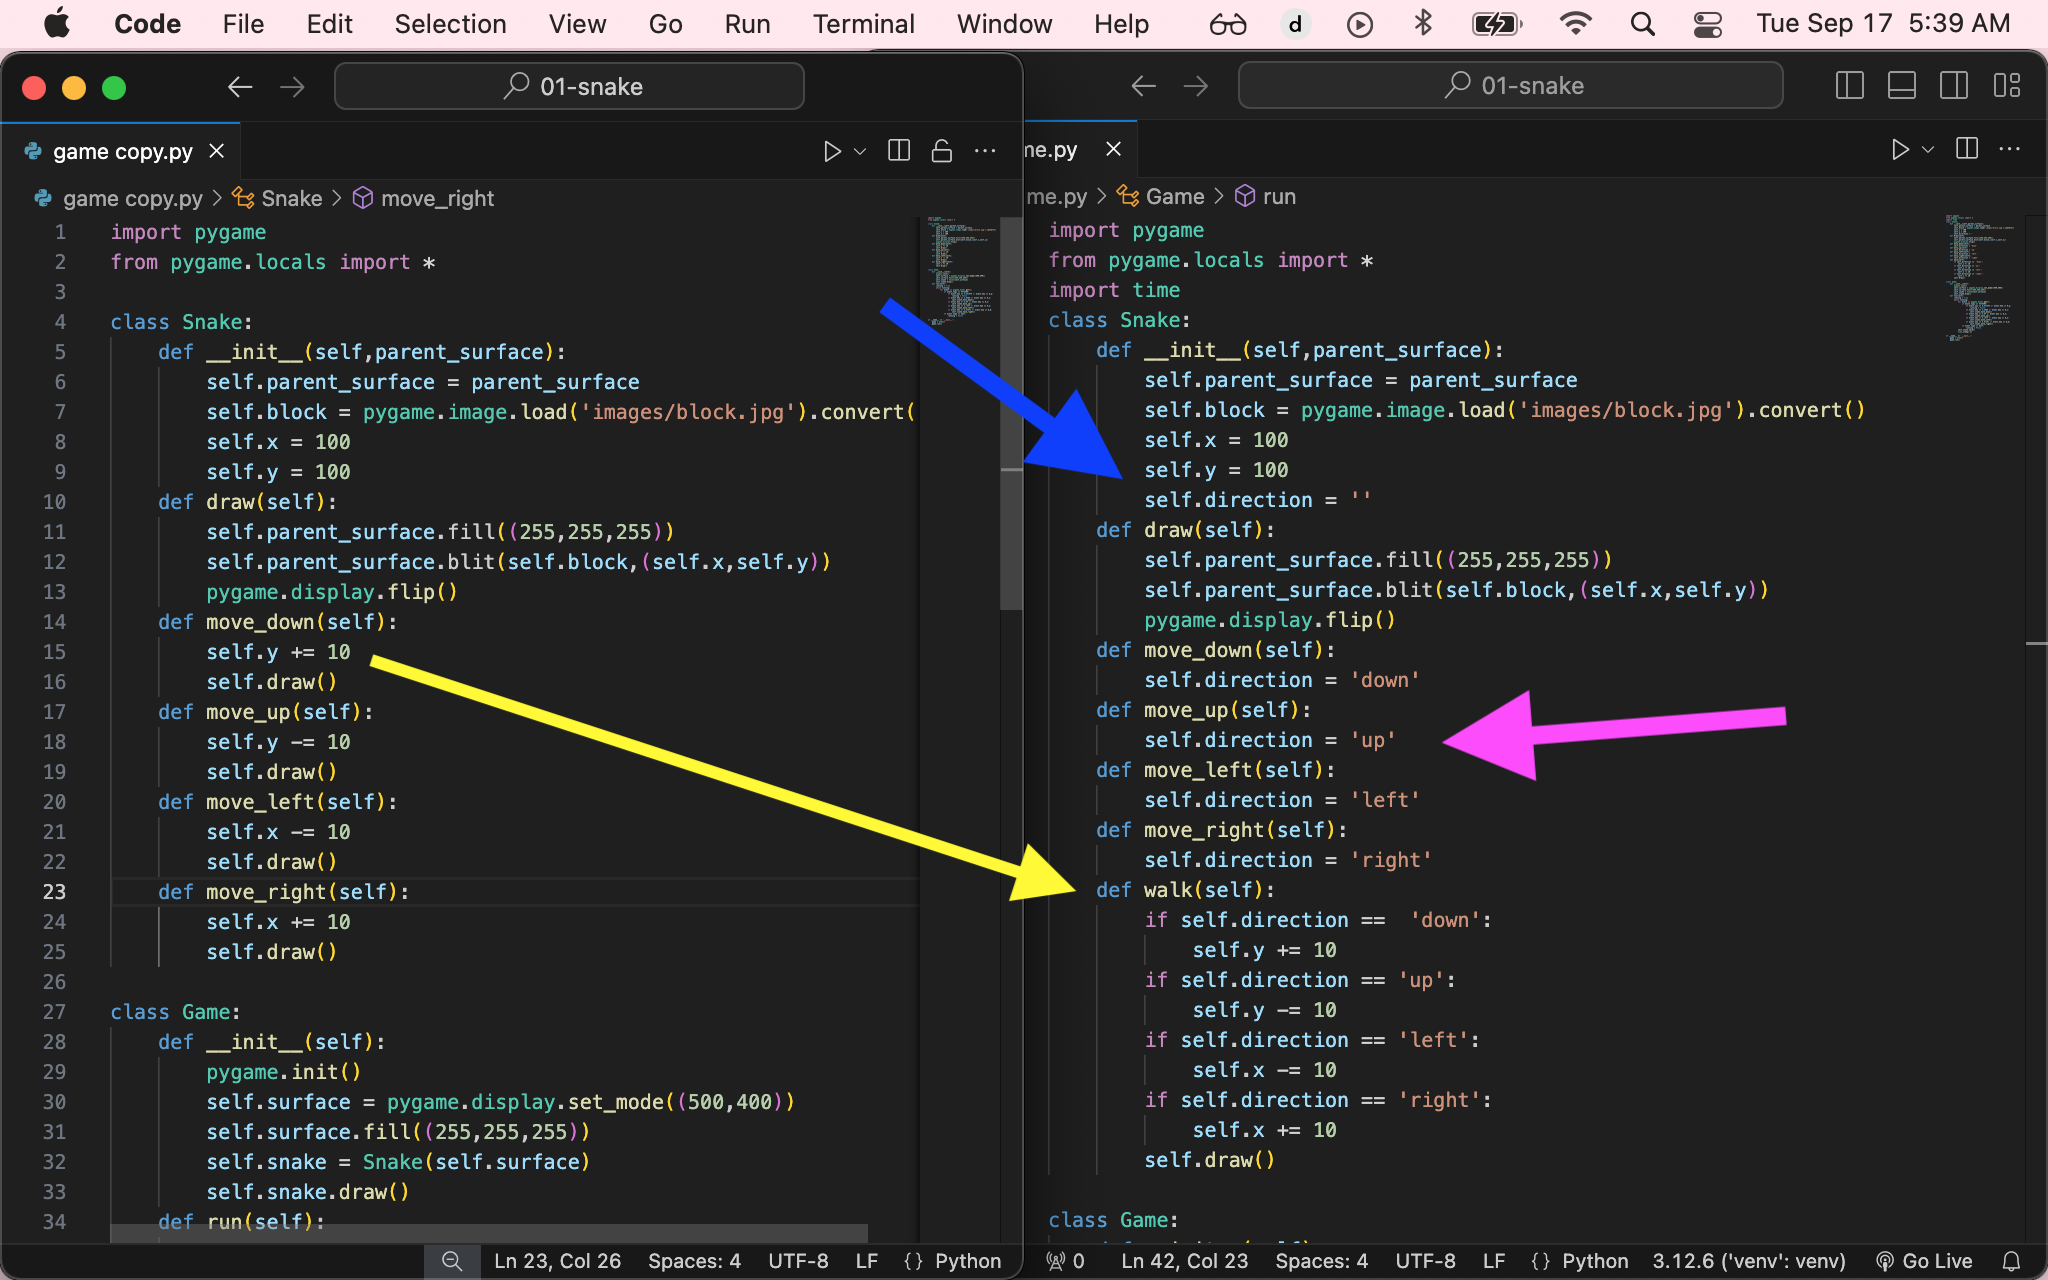 Code File Edit Selection View Go Run Terminal Window Help d Tue Sep 17 5:39 AM
01-snake
game copy.py
game copy.py > Snake > move_right
1 import pygame
2 from pygame.locals import *
3
4 class Snake:
5 def __init__(self,parent_surface):
6 self.parent_surface = parent_surface
7 self.block = pygame.image.load('images/block.jpg').convert(
8 self.x = 100
9 self.y = 100
10 def draw(self):
11 self.parent_surface.fill((255,255,255))
12 self.parent_surface.blit(self.block,(self.x,self.y))
13 pygame.display.flip()
14 def move_down(self):
15 self.y += 10
16 self.draw()
17 def move_up(self):
18 self.y -= 10
19 self.draw()
20 def move_left(self):
21 self.x -= 10
22 self.draw()
23 def move_right(self):
24 self.x += 10
25 self.draw()
26
27 class Game:
28 def __init__(self):
29 pygame.init()
30 self.surface = pygame.display.set_mode((500,400))
31 self.surface.fill((255,255,255))
32 self.snake = Snake(self.surface)
33 self.snake.draw()
34 def run(self):
Ln 23, Col 26 Spaces: 4 UTF-8 LF {} Python
01-snake
me.py
me.py > Game > run
import pygame
from pygame.locals import *
import time
class Snake:
def __init__(self,parent_surface):
self.parent_surface = parent_surface
self.block = pygame.image.load('images/block.jpg').convert()
self.x = 100
self.y = 100
self.direction = ''
def draw(self):
self.parent_surface.fill((255,255,255))
self.parent_surface.blit(self.block,(self.x,self.y))
pygame.display.flip()
def move_down(self):
self.direction = 'down'
def move_up(self):
self.direction = 'up'
def move_left(self):
self.direction = 'left'
def move_right(self):
self.direction = 'right'
def walk(self):
if self.direction ==  'down':
self.y += 10
if self.direction == 'up':
self.y -= 10
if self.direction == 'left':
self.x -= 10
if self.direction == 'right':
self.x += 10
self.draw()
class Game:
0 Ln 42, Col 23 Spaces: 4 UTF-8 LF {} Python 3.12.6 ('venv': venv) Go Live